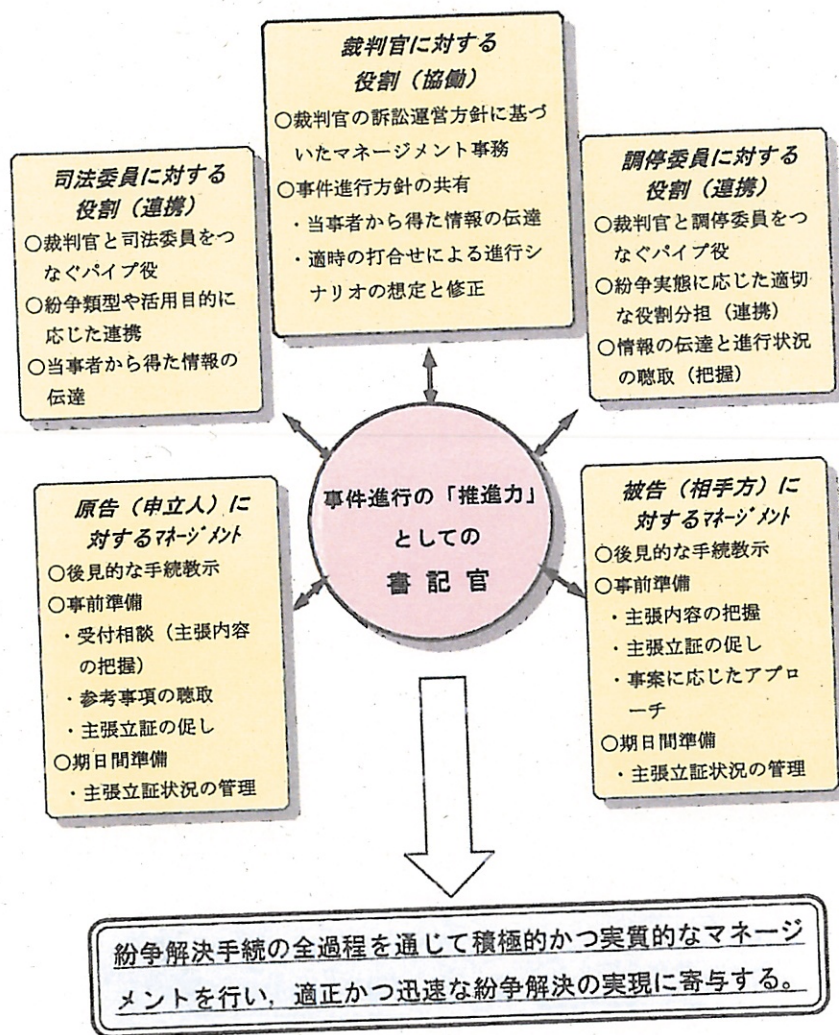 裁判官に対する
役割（協働）
○裁判官の訴訟運営方針に基づ
いたマネージメント事務
○事件進行方針の共有
・当事者から得た情報の伝達
・適時の打合せによる進行シ
ナリオの想定と修正
司法委員に対する
役割（連携）
○裁判官と司法委員をつ
なぐパイプ役
○紛争類型や活用目的に
応じた連携
○当事者から得た情報の
伝達
調停委員に対する
役割（連携）
○裁判官と調停委員をつ
なぐパイプ役
○紛争実態に応じた適切
な役割分担（連携）
○情報の伝達と進行状況
の聴取（把握）
事件進行の「推進力」
としての
書記官
原告（申立人）に
対するマネージメント
○後見的な手続教示
○事前準備
・受付相談（主張内容
の把握）
・参考事項の聴取
・主張立証の促し
○期日間準備
・主張立証状況の管理
被告（相手方）に
対するマネージメント
○後見的な手続教示
○事前準備
・主張内容の把握
・主張立証の促し
・事案に応じたアプロ
ーチ
○期日間準備
・主張立証状況の管理
紛争解決手続の全過程を通じて積極的かつ実質的なマネージ
メントを行い，適正かつ迅速な紛争解決の実現に寄与する。